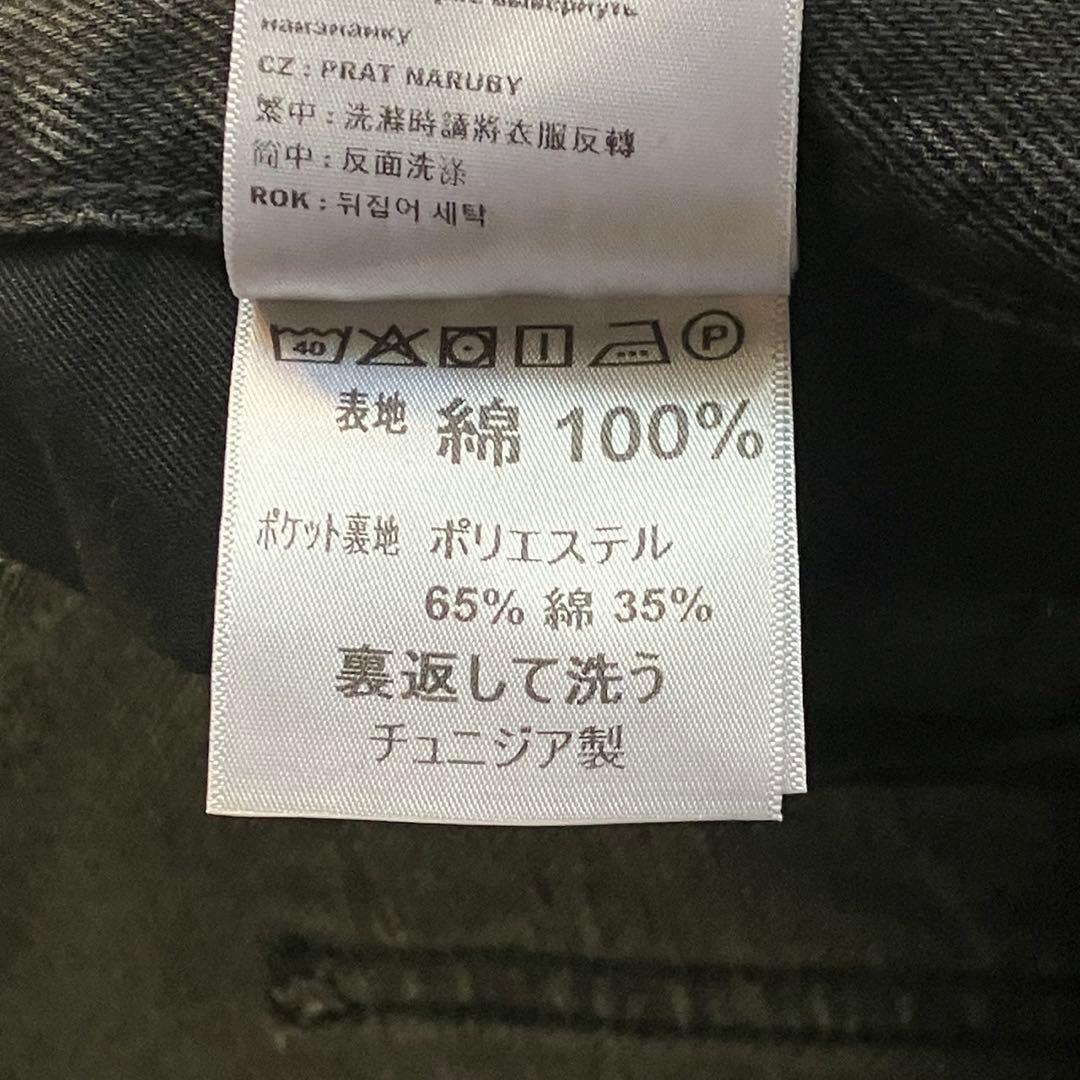 CZ : PRAT NARUBY
繁中 : 洗滌時請將衣服反轉
简中 : 反面洗涤
ROK : 뒤집어 세탁
40 P
表地 綿 100%
ポケット裏地 ポリエステル
65% 綿 35%
裏返して洗う
チュニジア製